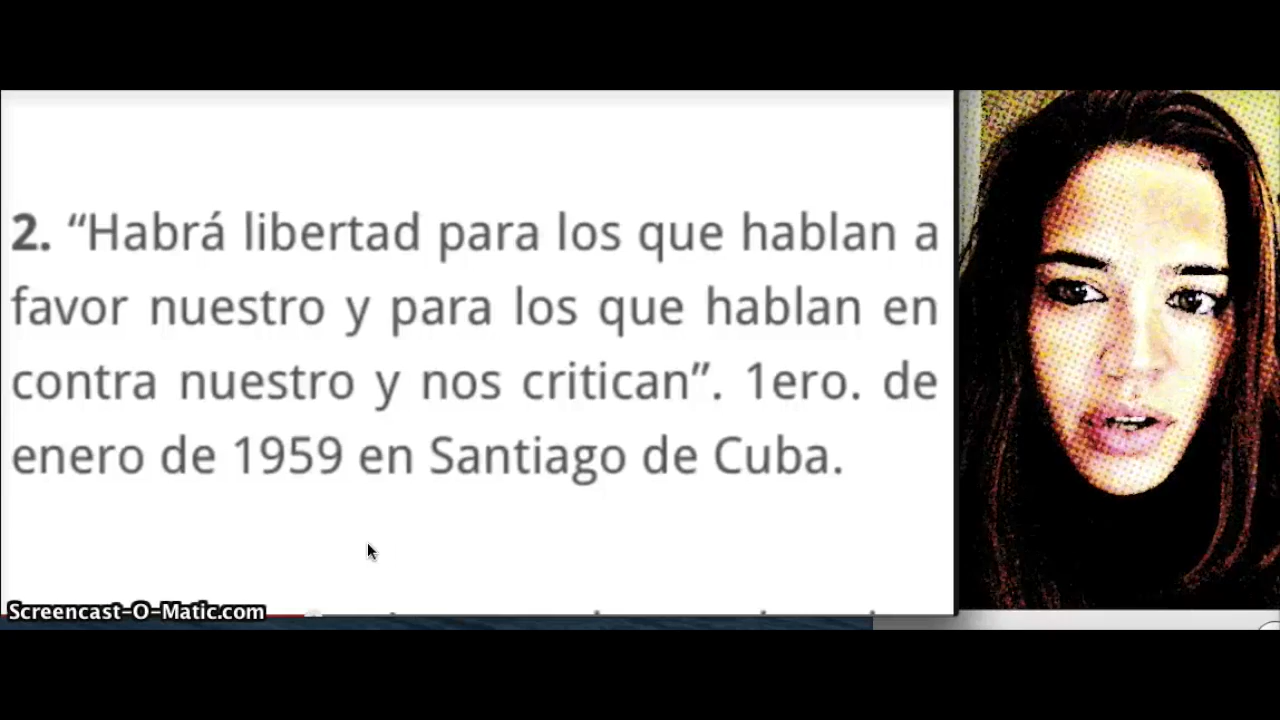 2. “Habrá libertad para los que hablan a
favor nuestro y para los que hablan en
contra nuestro y nos critican”. 1ero. de
enero de 1959 en Santiago de Cuba.
Screencast-O-Matic.com